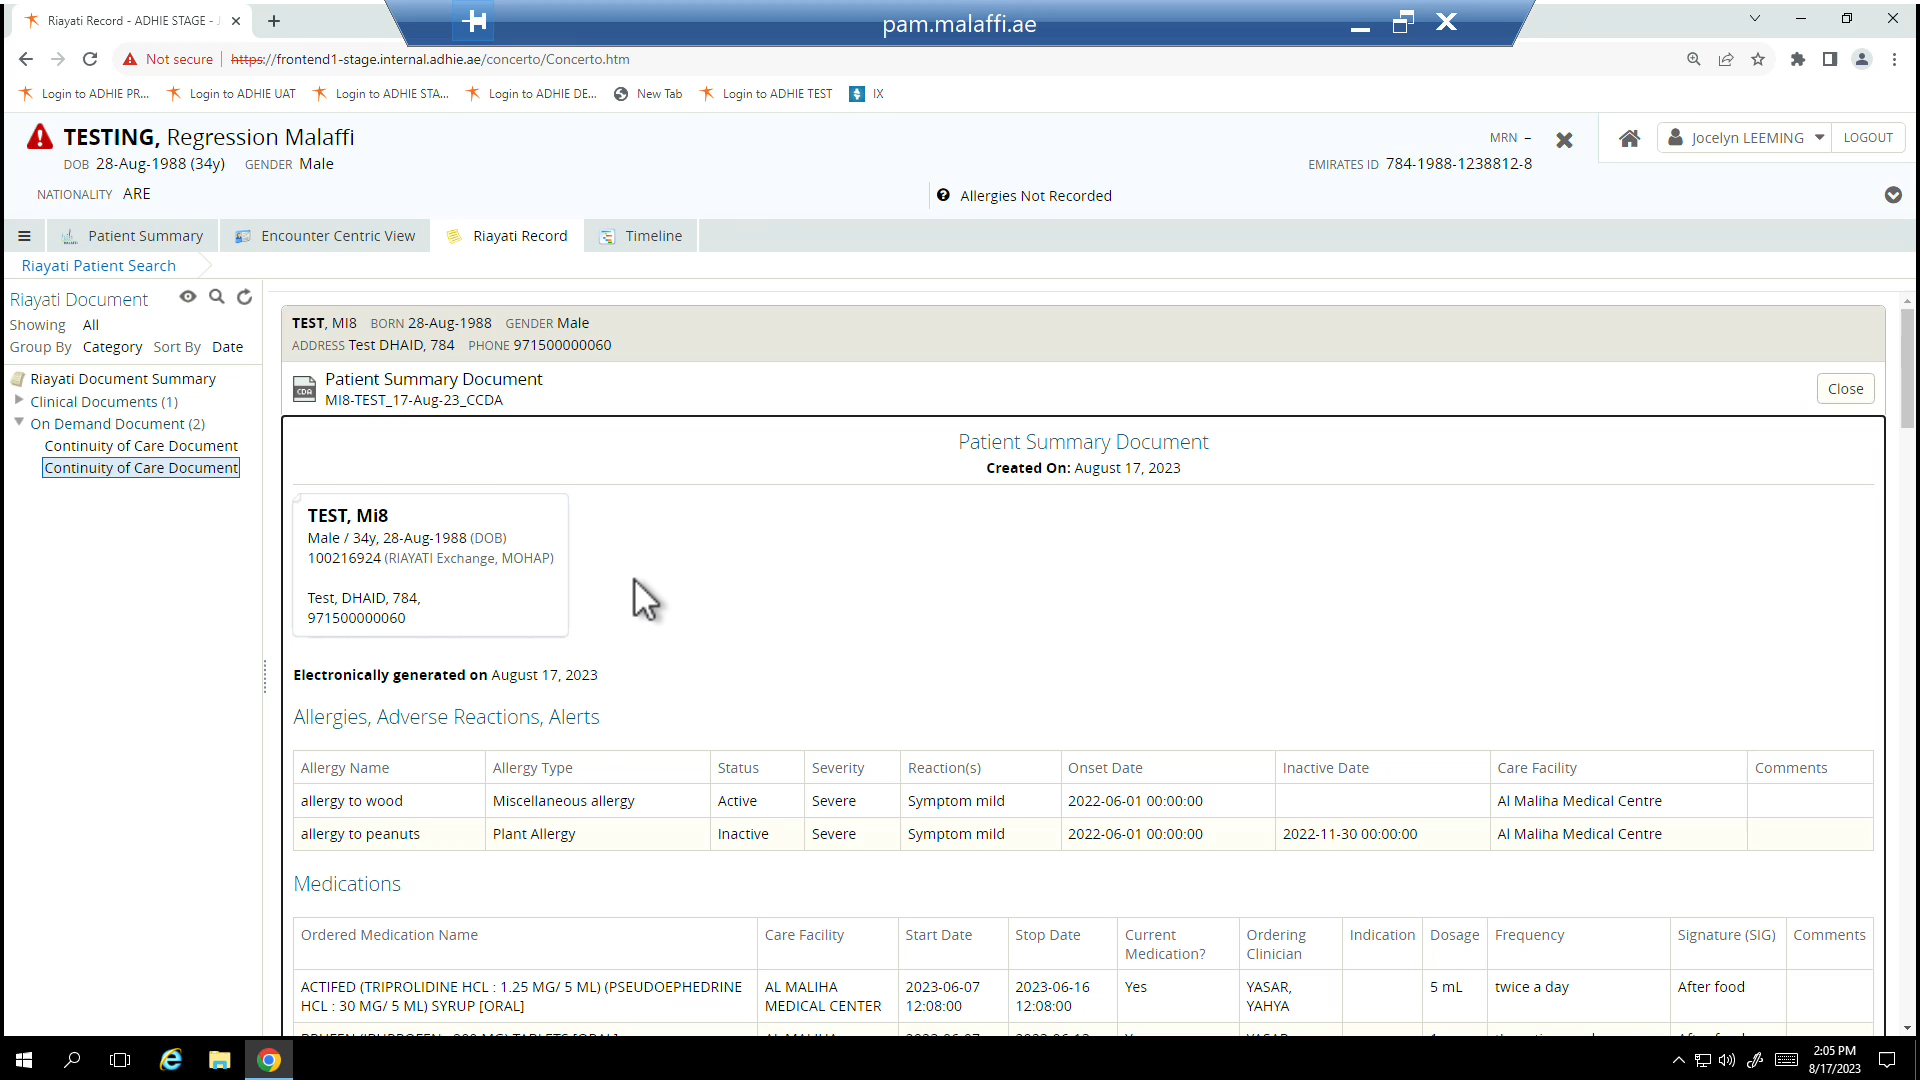 Riayati Record - ADHIE STAGE - J
pam.malaffi.ae
Not secure https://frontend1-stage.internal.adhie.ae/concerto/Concerto.htm
Login to ADHIE PR... Login to ADHIE UAT Login to ADHIE STA... Login to ADHIE DE... New Tab Login to ADHIE TEST IX
TESTING, Regression Malaffi
MRN –
Jocelyn LEEMING
LOGOUT
DOB 28-Aug-1988 (34y) GENDER Male
EMIRATES ID 784-1988-1238812-8
NATIONALITY ARE
Allergies Not Recorded
Patient Summary Encounter Centric View Riayati Record Timeline
Riayati Patient Search
Riayati Document
Showing All
Group By Category Sort By Date
Riayati Document Summary
Clinical Documents (1)
On Demand Document (2)
Continuity of Care Document
Continuity of Care Document
TEST, MI8 BORN 28-Aug-1988 GENDER Male
ADDRESS Test DHAID, 784 PHONE 971500000060
CDA
Patient Summary Document
MI8-TEST_17-Aug-23_CCDA
Close
Patient Summary Document
Created On: August 17, 2023
TEST, Mi8
Male / 34y, 28-Aug-1988 (DOB)
100216924 (RIAYATI Exchange, MOHAP)
Test, DHAID, 784,
971500000060
Electronically generated on August 17, 2023
Allergies, Adverse Reactions, Alerts
Allergy Name Allergy Type Status Severity Reaction(s) Onset Date Inactive Date Care Facility Comments
allergy to wood Miscellaneous allergy Active Severe Symptom mild 2022-06-01 00:00:00 Al Maliha Medical Centre
allergy to peanuts Plant Allergy Inactive Severe Symptom mild 2022-06-01 00:00:00 2022-11-30 00:00:00 Al Maliha Medical Centre
Medications
Ordered Medication Name Care Facility Start Date Stop Date Current Ordering Indication Dosage Frequency Signature (SIG) Comments
Medication? Clinician
ACTIFED (TRIPROLIDINE HCL : 1.25 MG/ 5 ML) (PSEUDOEPHEDRINE AL MALIHA 2023-06-07 2023-06-16 Yes YASAR, 5 mL twice a day After food
HCL : 30 MG/ 5 ML) SYRUP [ORAL] MEDICAL CENTER 12:08:00 12:08:00 YAHYA
2:05 PM
8/17/2023